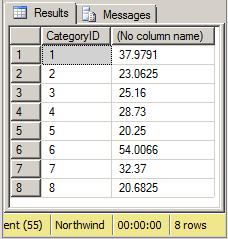 Results Messages
CategoryID (No column name)
1 1 37.9791
2 2 23.0625
3 3 25.16
4 4 28.73
5 5 20.25
6 6 54.0066
7 7 32.37
8 8 20.6825
ent (55) Northwind 00:00:00 8 rows